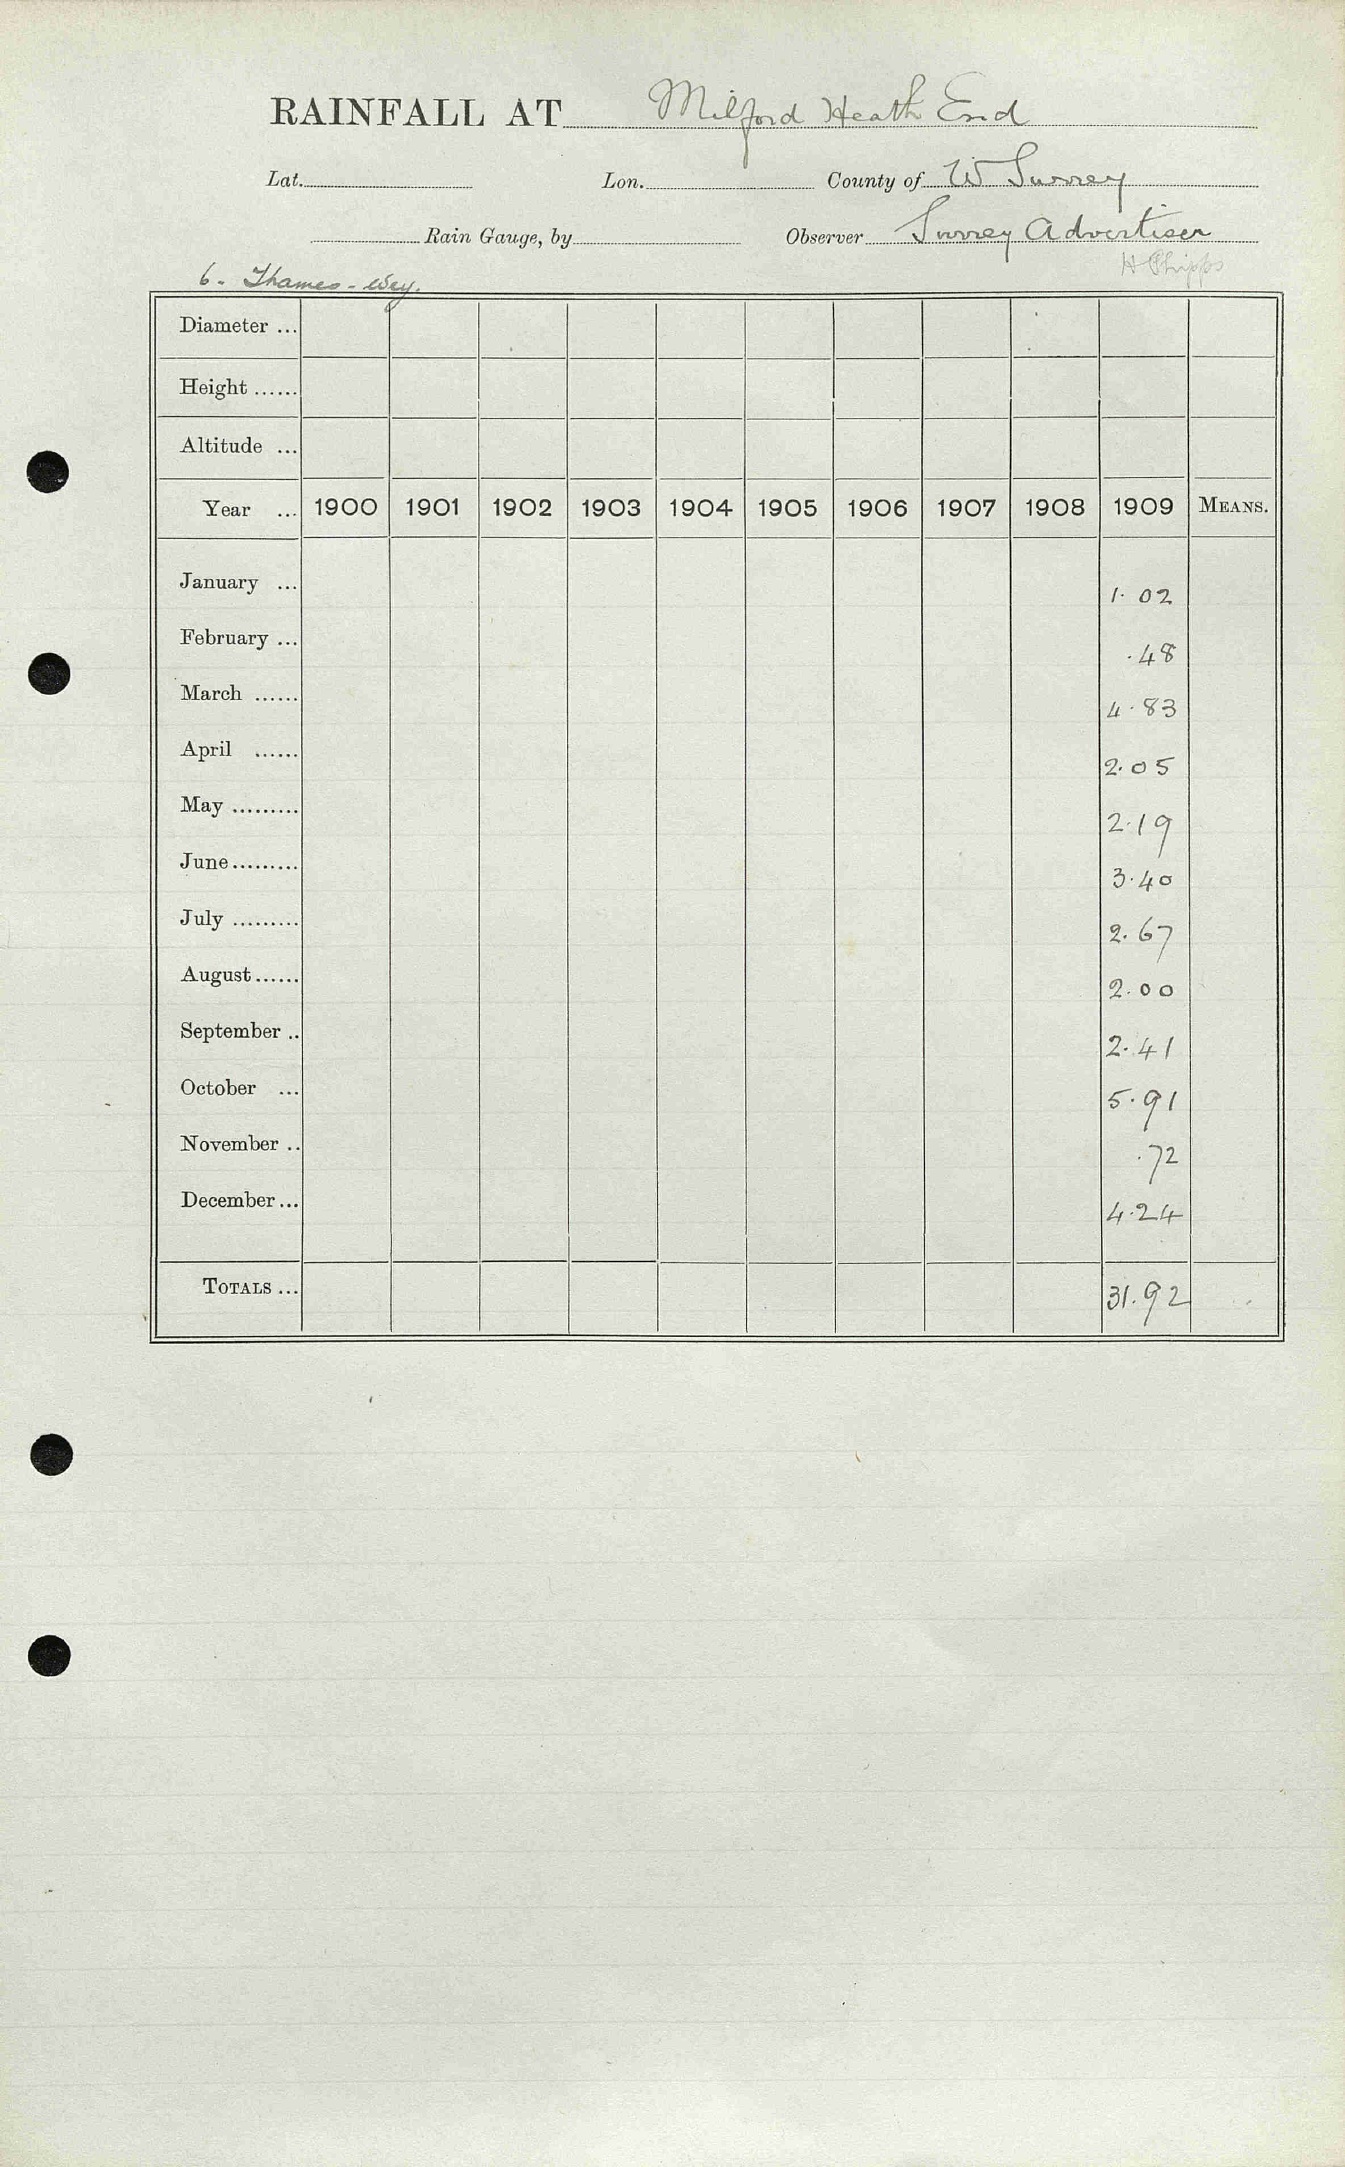 RAINFALL AT Milford Heath End
Lat. Lon. County of W Surrey
Rain Gauge, by Observer Surrey Advertiser
H Phipps
6. Thames - Wey.
Diameter ...
Height ......
Altitude ...
Year ... 1900 1901 1902 1903 1904 1905 1906 1907 1908 1909 MEANS.
January ... 1. 02
February ... .48
March ...... 4.83
April ...... 2.05
May ......... 2.19
June......... 3.40
July ......... 2.67
August...... 2.00
September .. 2.41
October ... 5.91
November .. .72
December... 4.24
TOTALS ... 31.92